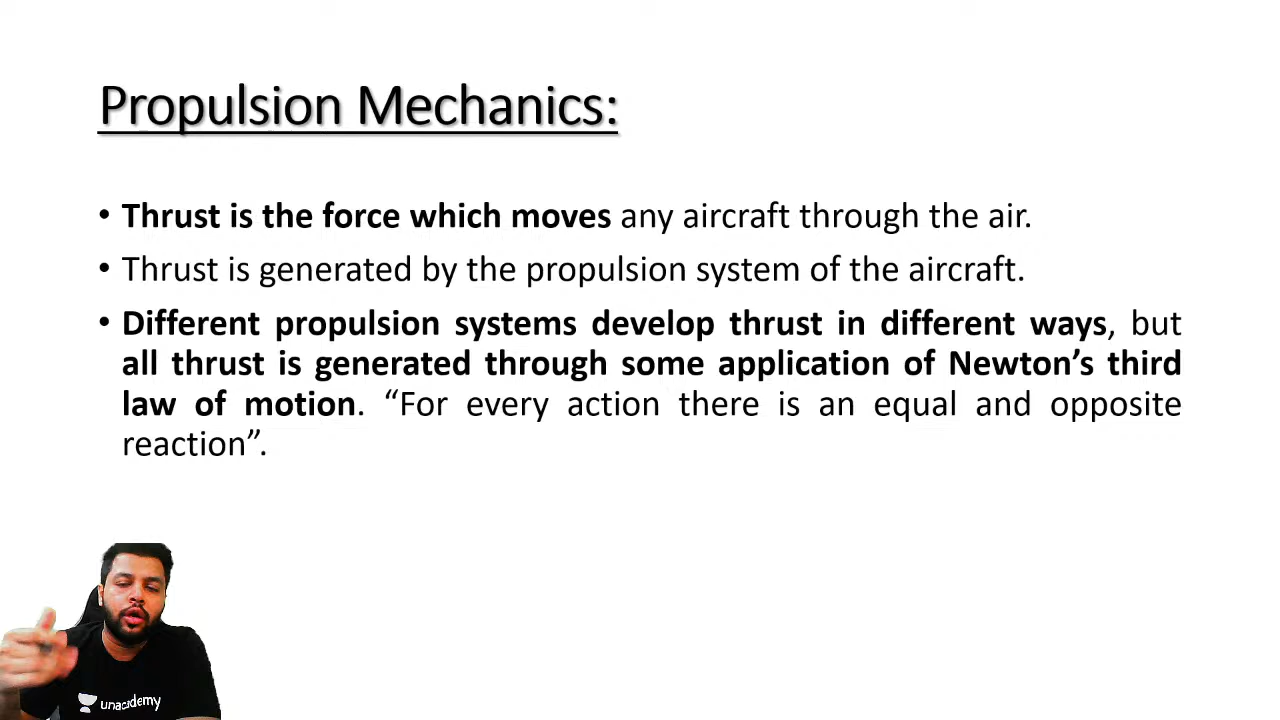 Propulsion Mechanics:
• Thrust is the force which moves any aircraft through the air.
• Thrust is generated by the propulsion system of the aircraft.
• Different propulsion systems develop thrust in different ways, but
all thrust is generated through some application of Newton’s third
law of motion. “For every action there is an equal and opposite
reaction”.
unacademy